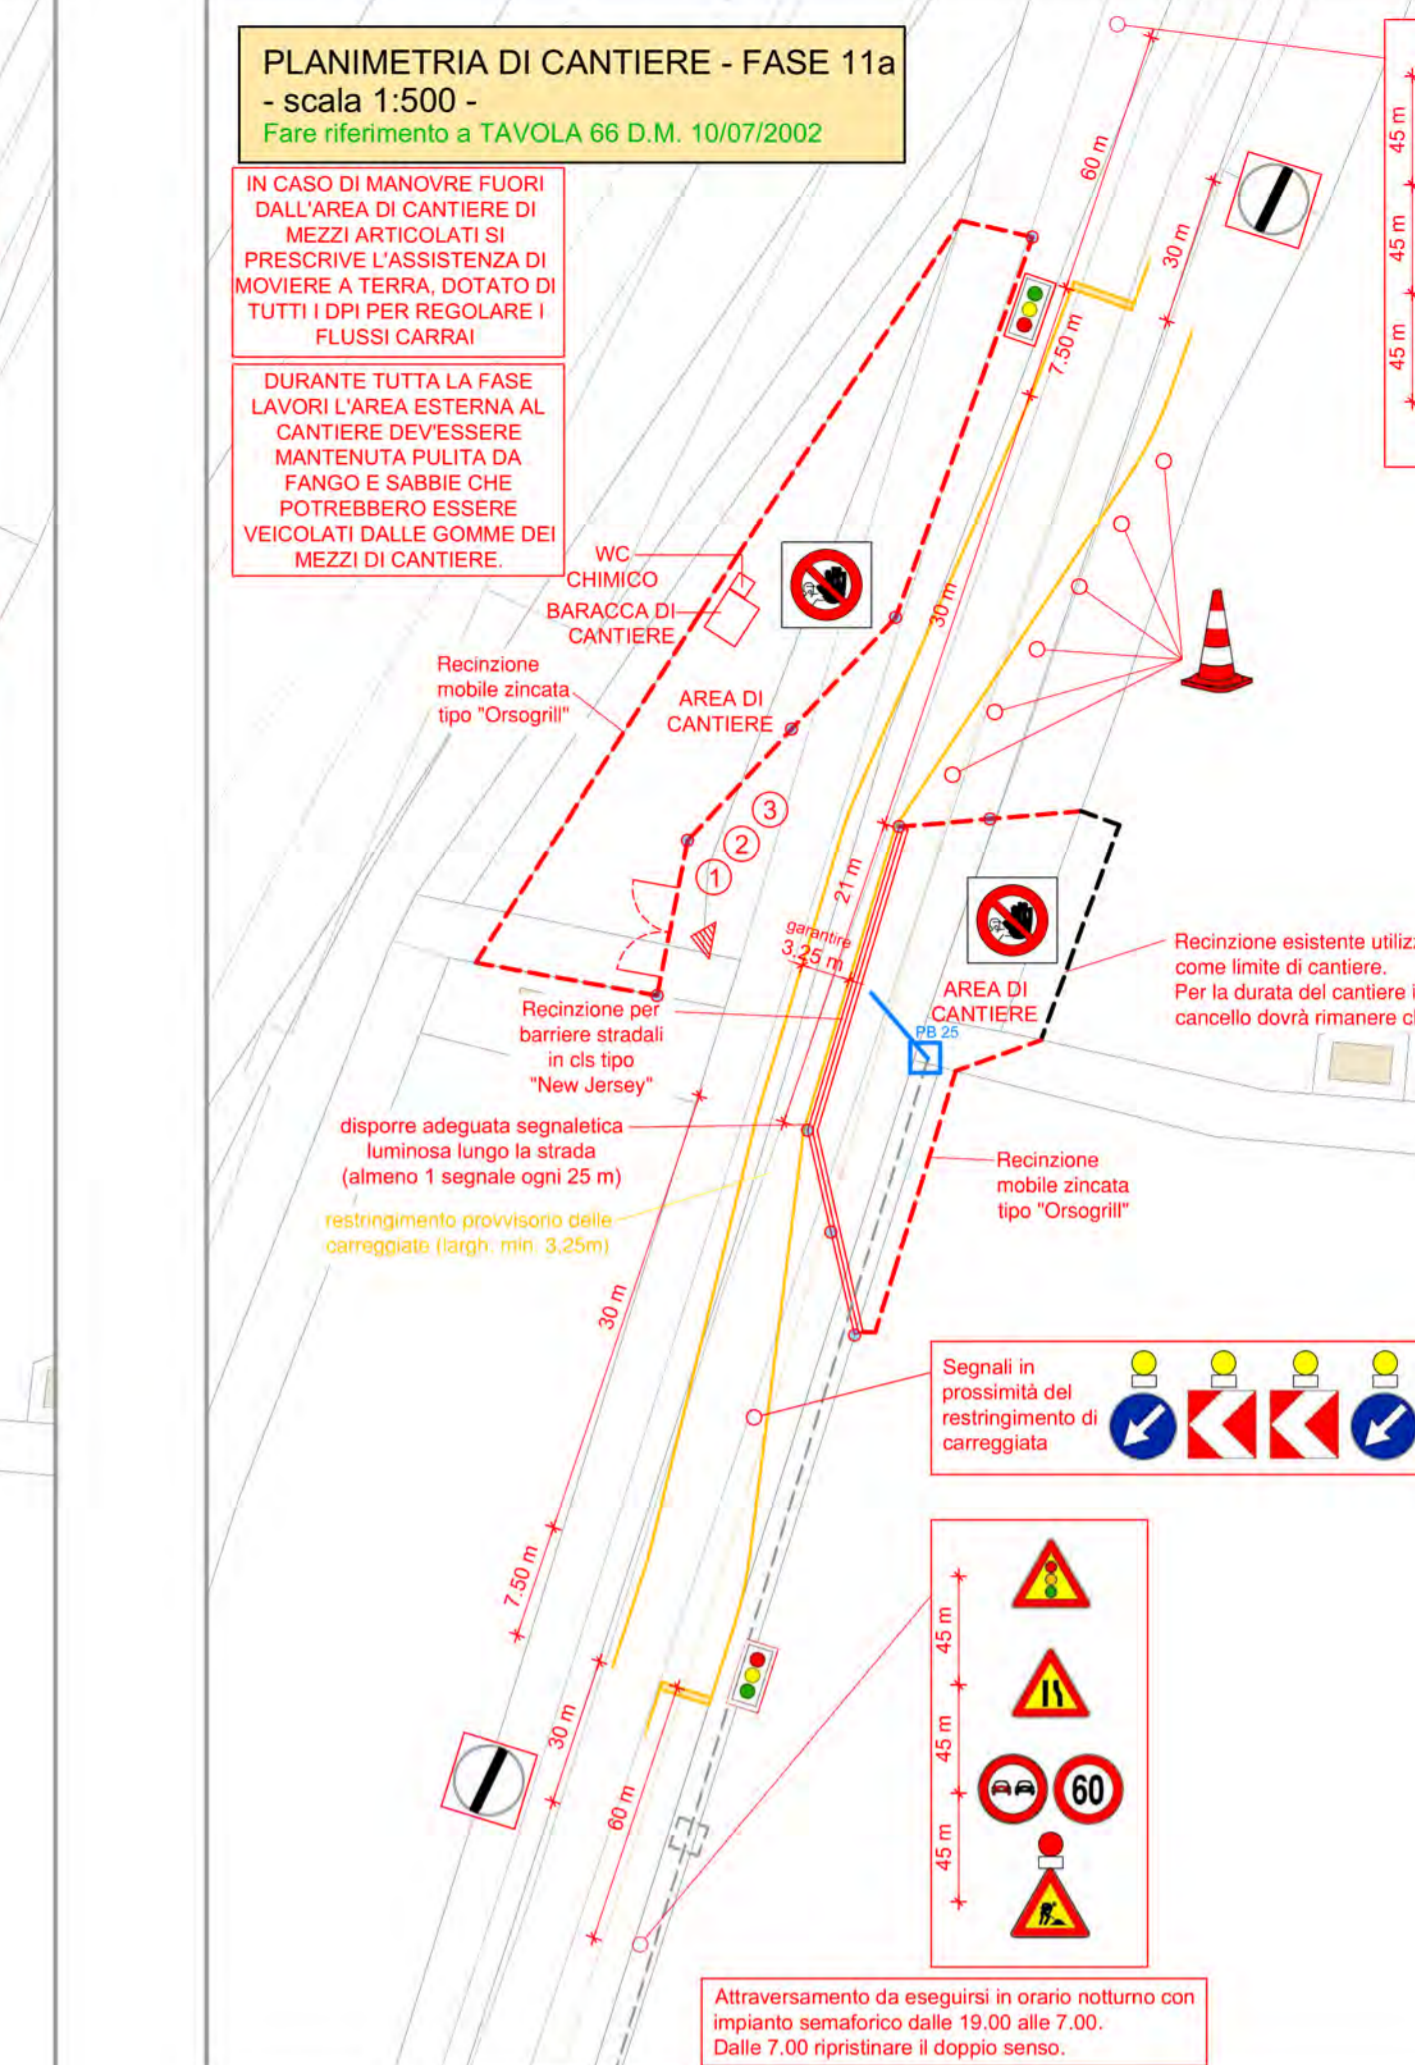 PLANIMETRIA DI CANTIERE - FASE 11a
- scala 1:500 -
Fare riferimento a TAVOLA 66 D.M. 10/07/2002
IN CASO DI MANOVRE FUORI
DALL'AREA DI CANTIERE DI
MEZZI ARTICOLATI SI
PRESCRIVE L'ASSISTENZA DI
MOVIERE A TERRA, DOTATO DI
TUTTI I DPI PER REGOLARE I
FLUSSI CARRAI
DURANTE TUTTA LA FASE
LAVORI L'AREA ESTERNA AL
CANTIERE DEV'ESSERE
MANTENUTA PULITA DA
FANGO E SABBIE CHE
POTREBBERO ESSERE
VEICOLATI DALLE GOMME DEI
MEZZI DI CANTIERE.
60 m
30 m
45 m
45 m
45 m
7.50 m
WC
CHIMICO
BARACCA DI
CANTIERE
30 m
Recinzione
mobile zincata
tipo "Orsogrill"
AREA DI
CANTIERE
3
2
1
21 m
garantire
3.25 m
Recinzione esistente
come limite di cantiere.
Per la durata del cantiere
cancello dovrà rimanere
AREA DI
CANTIERE
PB 25
Recinzione per
barriere stradali
in cls tipo
"New Jersey"
disporre adeguata segnaletica
luminosa lungo la strada
(almeno 1 segnale ogni 25 m)
Recinzione
mobile zincata
tipo "Orsogrill"
restringimento provvisorio delle
carreggiate (largh. min. 3,25m)
30 m
Segnali in
prossimità del
restringimento di
carreggiata
7.50 m
30 m
60 m
45 m
45 m
60
45 m
Attraversamento da eseguirsi in orario notturno con
impianto semaforico dalle 19.00 alle 7.00.
Dalle 7.00 ripristinare il doppio senso.